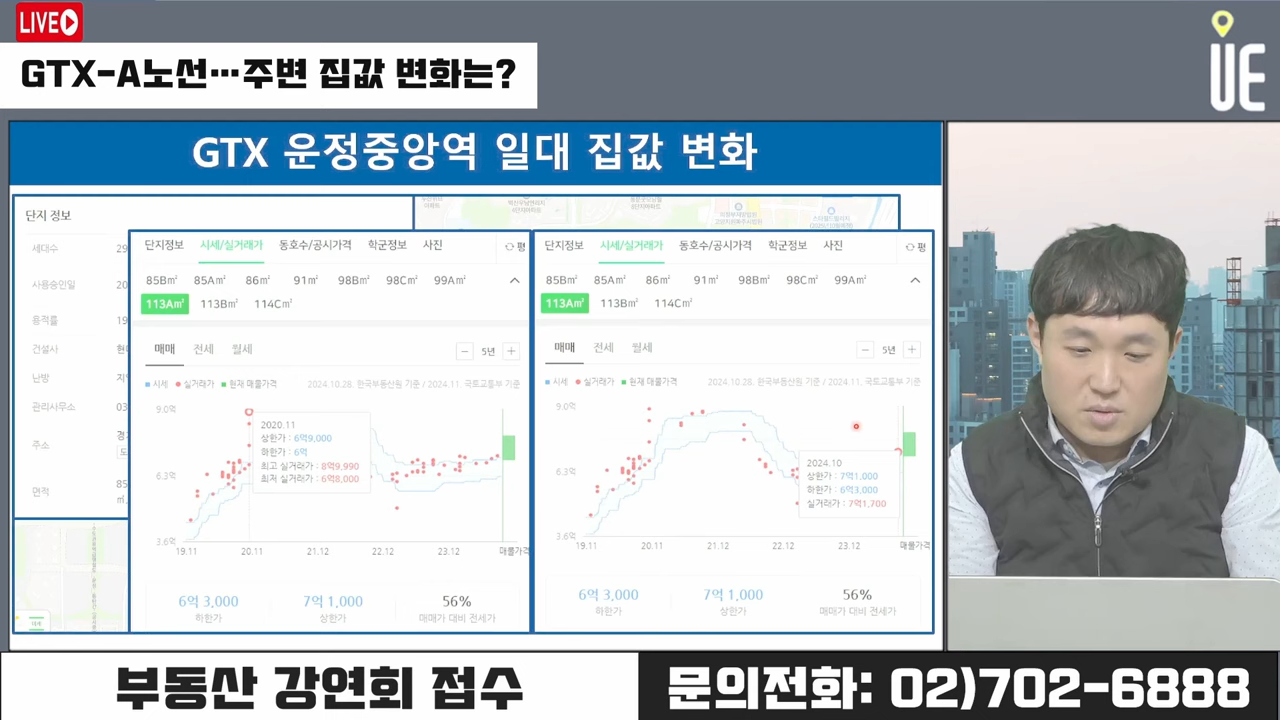 LIVE
GTX-A노선…주변 집값 변화는?
UE
GTX 운정중앙역 일대 집값 변화
단지 정보
세대수 29
사용승인일 20
용적률 19
건설사 현
난방 지
관리사무소 03
주소 경
면적 85
단지정보 시세/실거래가 동호수/공시가격 학군정보 사진 평
85B㎡ 85A㎡ 86㎡ 91㎡ 98B㎡ 98C㎡ 99A㎡
113A㎡ 113B㎡ 114C㎡
매매 전세 월세 5년
시세 실거래가 현재 매물가격 2024.10.28. 한국부동산원 기준 / 2024.11. 국토교통부 기준
9.0억
2020.11
상한가 : 6억9,000
하한가 : 6억
최고 실거래가 : 8억9,990
최저 실거래가 : 6억8,000
6.3억
3.6억
19.11 20.11 21.12 22.12 23.12 매물가격
6억 3,000 7억 1,000 56%
하한가 상한가 매매가 대비 전세가
단지정보 시세/실거래가 동호수/공시가격 학군정보 사진 평
85B㎡ 85A㎡ 86㎡ 91㎡ 98B㎡ 98C㎡ 99A㎡
113A㎡ 113B㎡ 114C㎡
매매 전세 월세 5년
시세 실거래가 현재 매물가격 2024.10.28. 한국부동산원 기준 / 2024.11. 국토교통부 기준
9.0억
6.3억
2024.10
상한가 : 7억1,000
하한가 : 6억3,000
실거래가 : 7억1,700
3.6억
19.11 20.11 21.12 22.12 23.12 매물가격
6억 3,000 7억 1,000 56%
하한가 상한가 매매가 대비 전세가
부동산 강연회 접수
문의전화: 02)702-6888